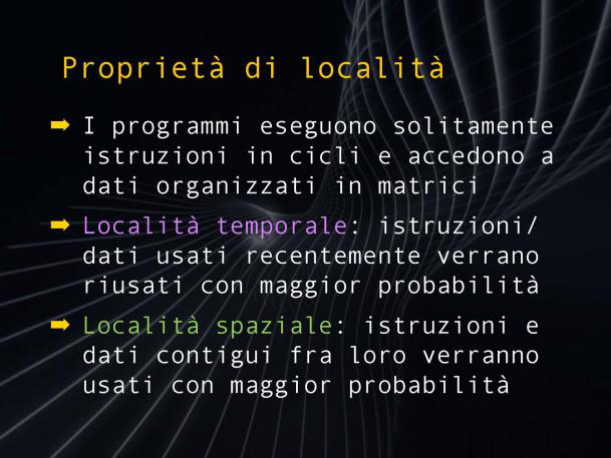 Proprietà di località
➡ I programmi eseguono solitamente
istruzioni in cicli e accedono a
dati organizzati in matrici
➡ Località temporale: istruzioni/
dati usati recentemente verrano
riusati con maggior probabilità
➡ Località spaziale: istruzioni e
dati contigui fra loro verranno
usati con maggior probabilità